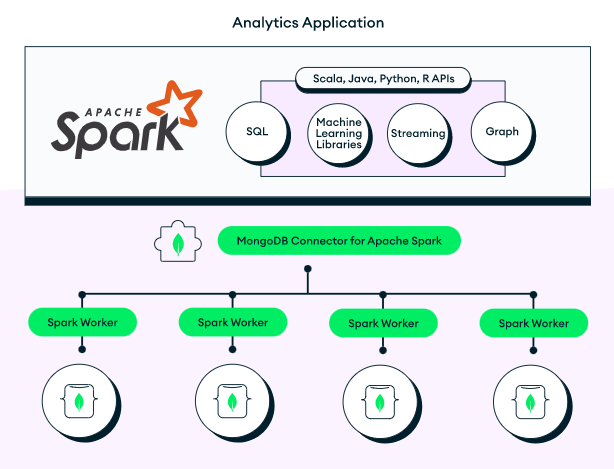 Analytics Application
Scala, Java, Python, R APIs
APACHE
Spark
SQL
Machine
Learning
Libraries
Streaming
Graph
MongoDB Connector for Apache Spark
Spark Worker
Spark Worker
Spark Worker
Spark Worker